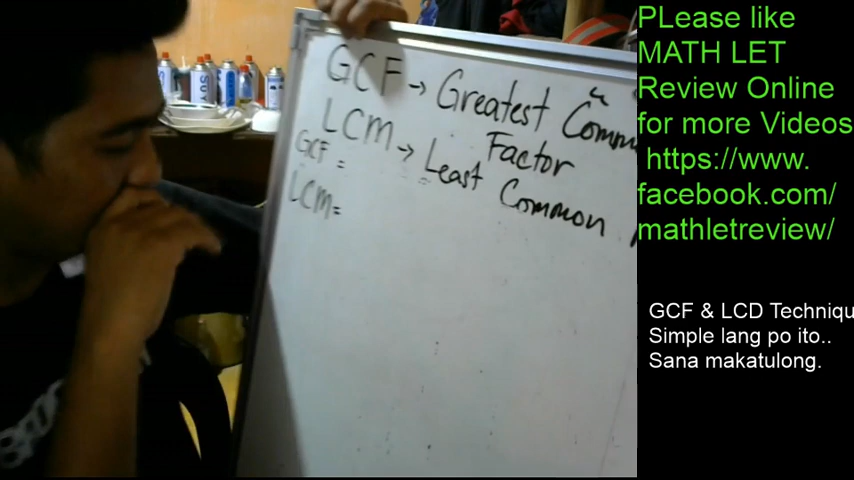 GCF → Greatest Common
Factor
LCM → Least Common
GCF =
LCM =
PLease like
MATH LET
Review Online
for more Videos
https://www.
facebook.com/
mathletreview/
GCF & LCD Techniqu
Simple lang po ito..
Sana makatulong.